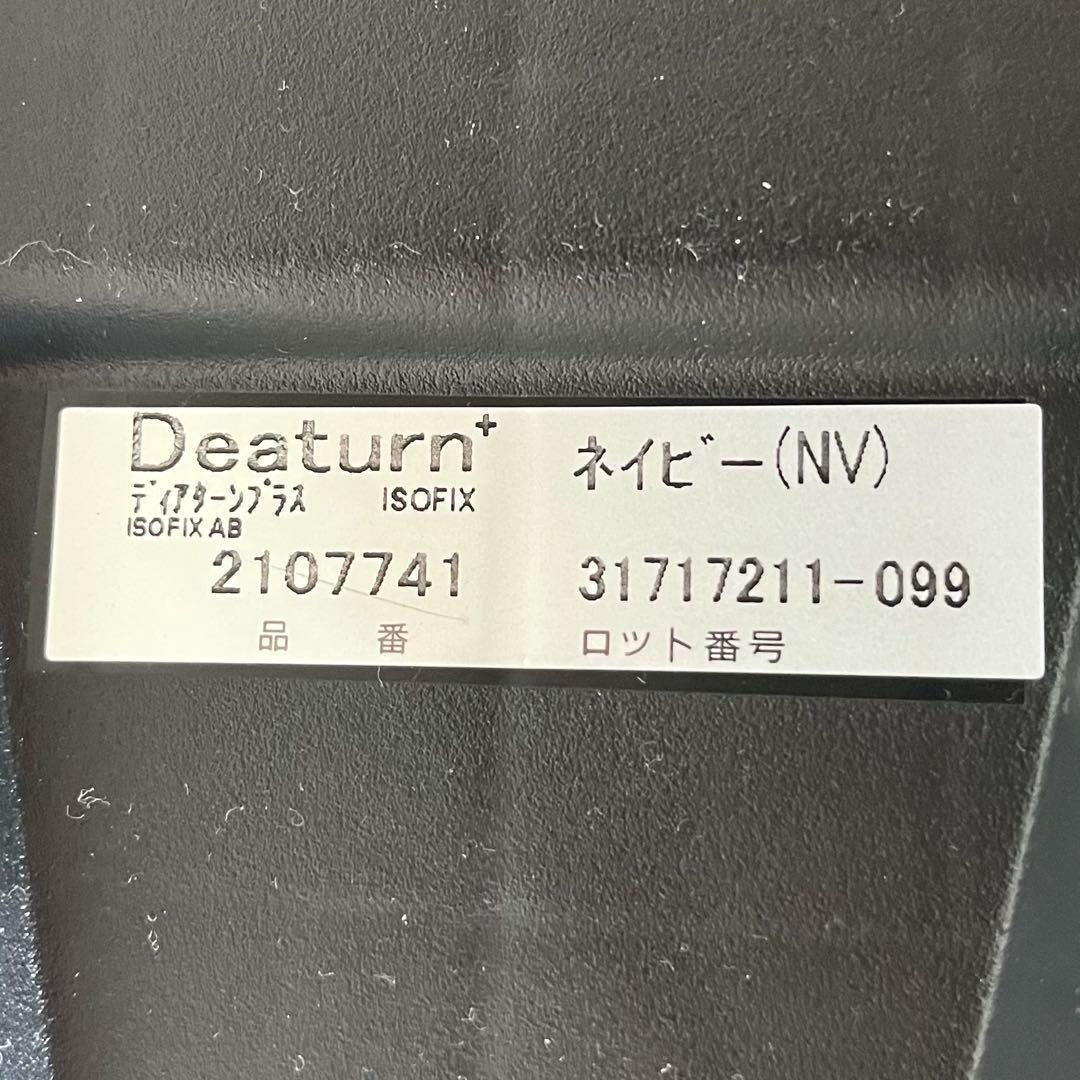 Deaturn+ ネイビー(NV)
ディアターンプラス ISOFIX
ISOFIX AB
2107741 31717211-099
品 番 ロット番号